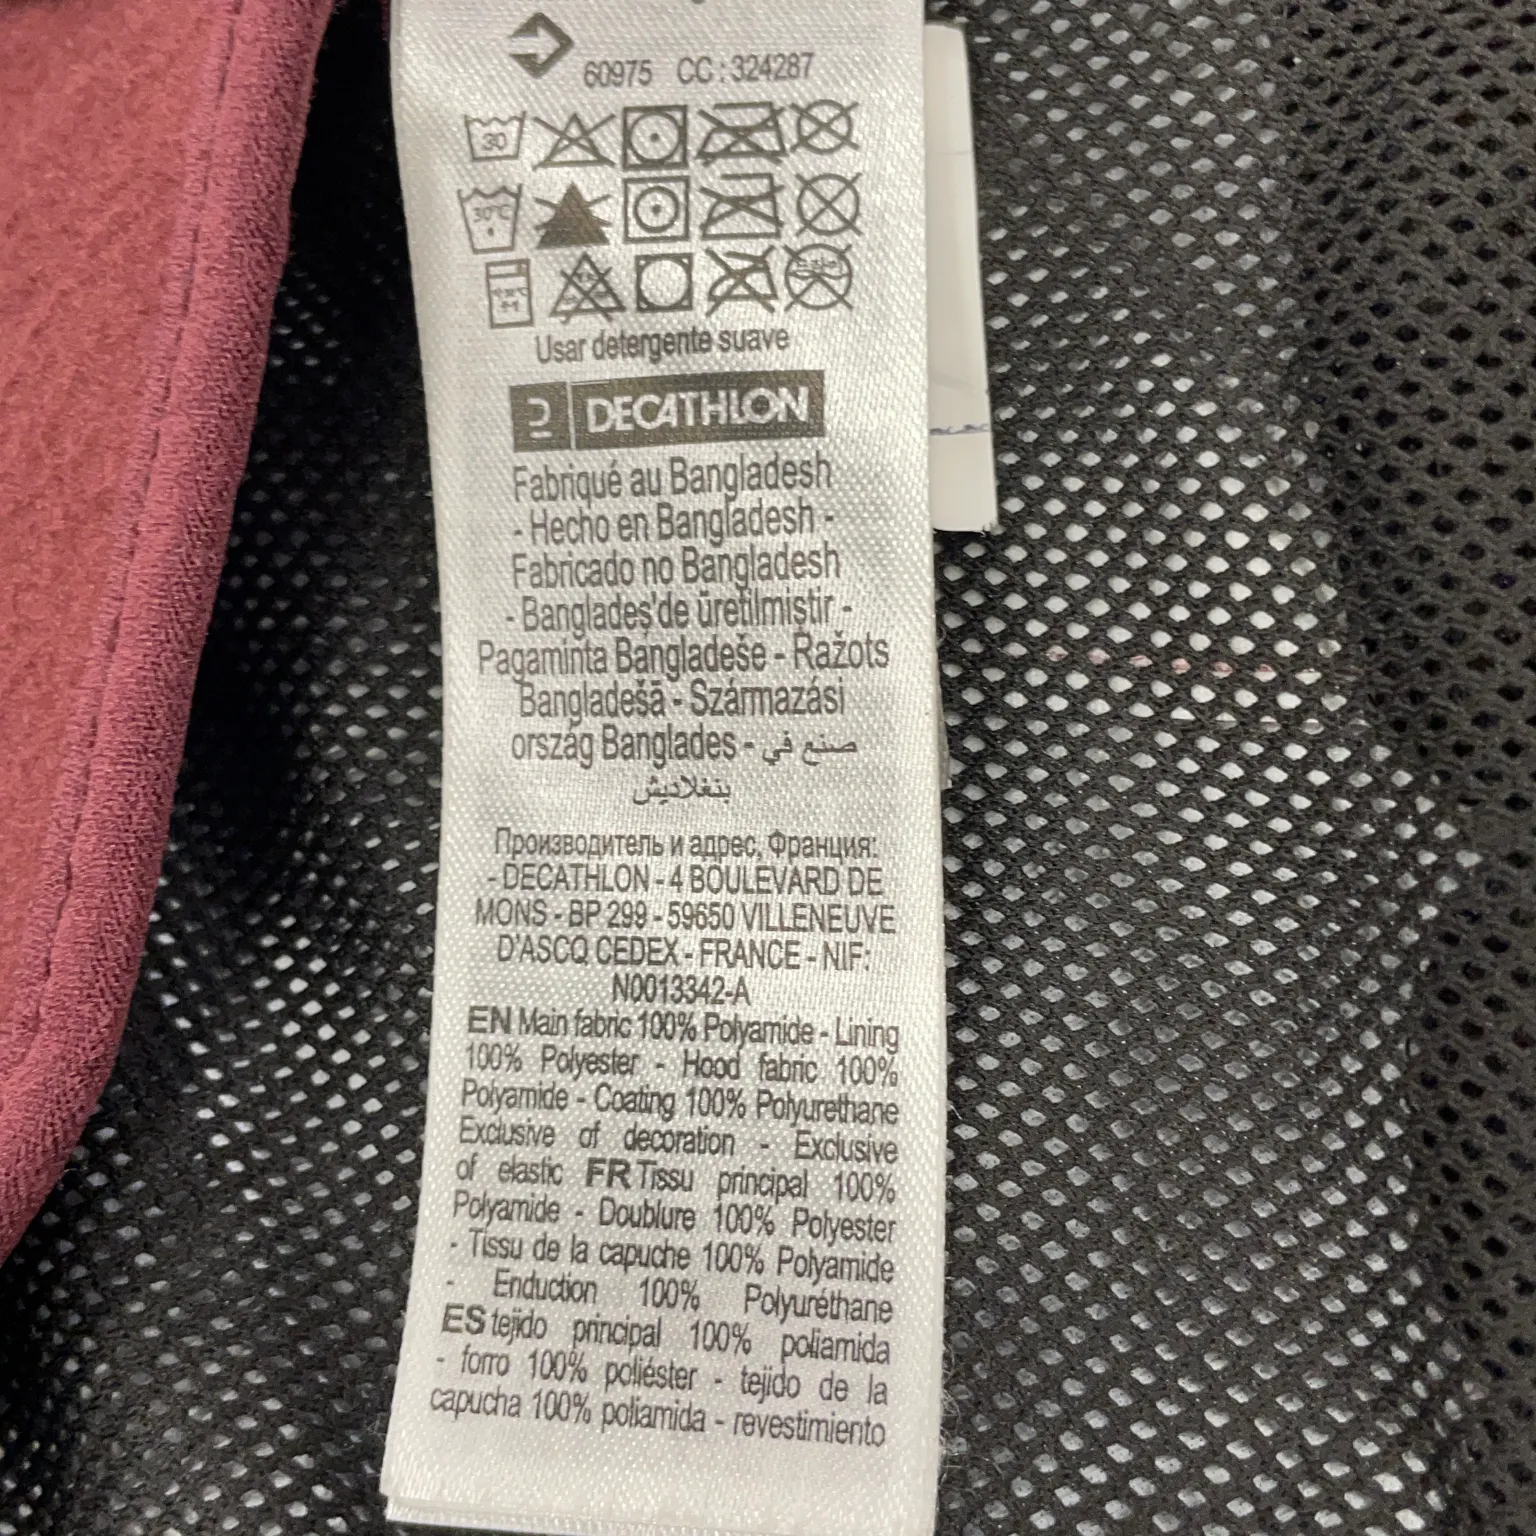 60975 CC : 324287
30
30°C
Usar detergente suave
DECATHLON
Fabriqué au Bangladesh
- Hecho en Bangladesh -
Fabricado no Bangladesh
- Bangladeş'de üretilmiştir -
Pagaminta Bangladeše - Ražots
Bangladešā - Származási
ország Banglades - صنع في
بنغلاديش
Производитель и адрес, Франция:
- DECATHLON - 4 BOULEVARD DE
MONS - BP 299 - 59650 VILLENEUVE
D'ASCQ CEDEX - FRANCE - NIF:
N0013342-A
EN Main fabric 100% Polyamide - Lining
100% Polyester - Hood fabric 100%
Polyamide - Coating 100% Polyurethane
Exclusive of decoration - Exclusive
of elastic FR Tissu principal 100%
Polyamide - Doublure 100% Polyester
- Tissu de la capuche 100% Polyamide
- Enduction 100% Polyuréthane
ES tejido principal 100% poliamida
- forro 100% poliéster - tejido de la
capucha 100% poliamida - revestimiento